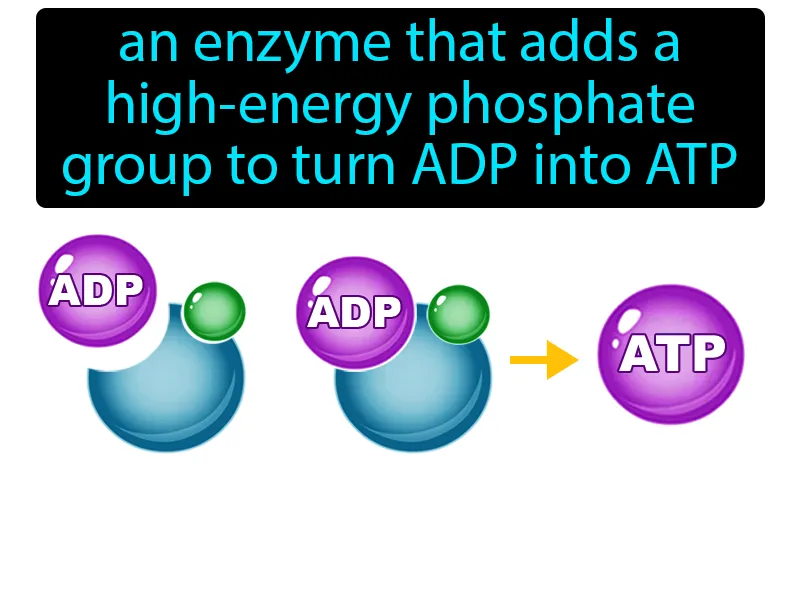 an enzyme that adds a
high-energy phosphate
group to turn ADP into ATP
ADP
ADP
ATP